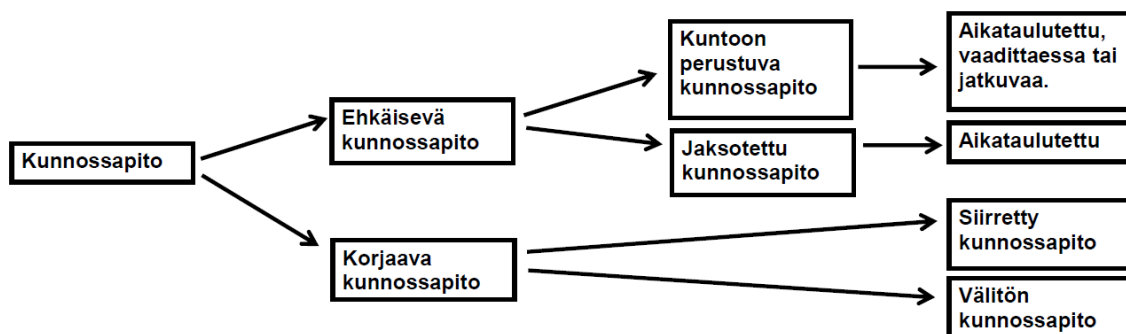 Kunnossapito
Ehkäisevä
kunnossapito
Korjaava
kunnossapito
Kuntoon
perustuva
kunnossapito
Jaksotettu
kunnossapito
Aikataulutettu,
vaadittaessa tai
jatkuvaa.
Aikataulutettu
Siirretty
kunnossapito
Välitön
kunnossapito